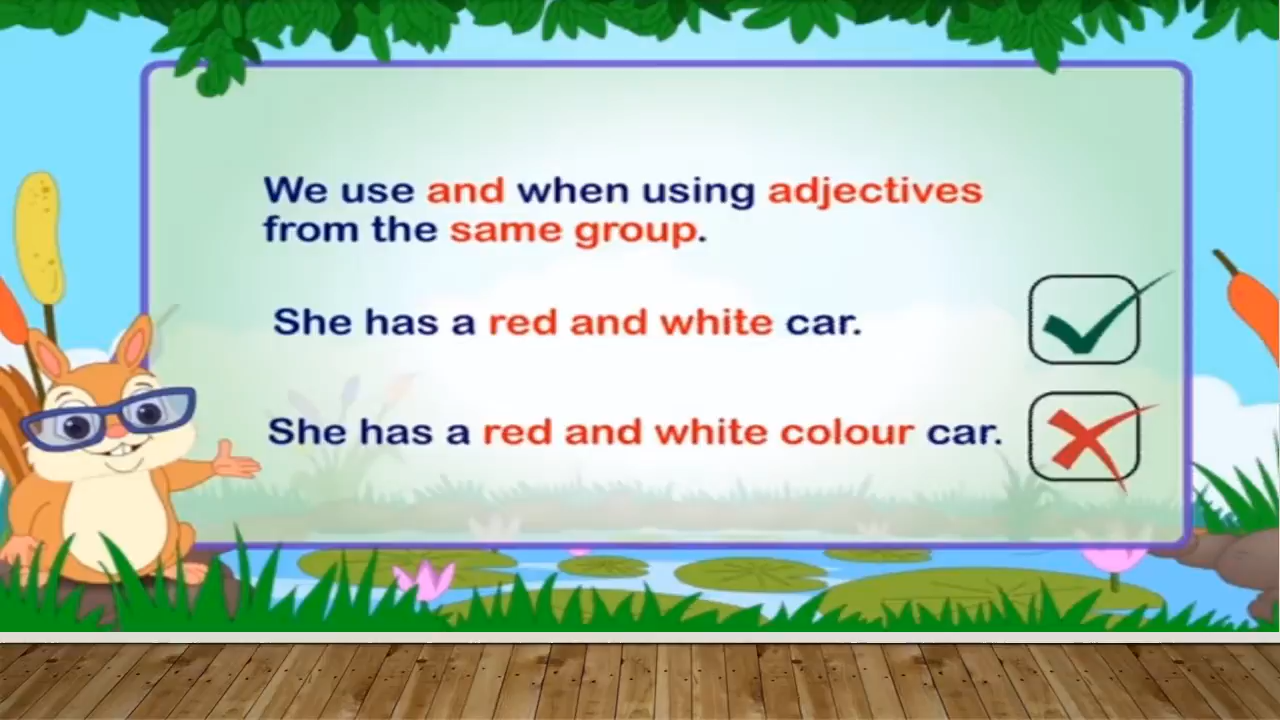 We use and when using adjectives
from the same group.
She has a red and white car.
She has a red and white colour car.